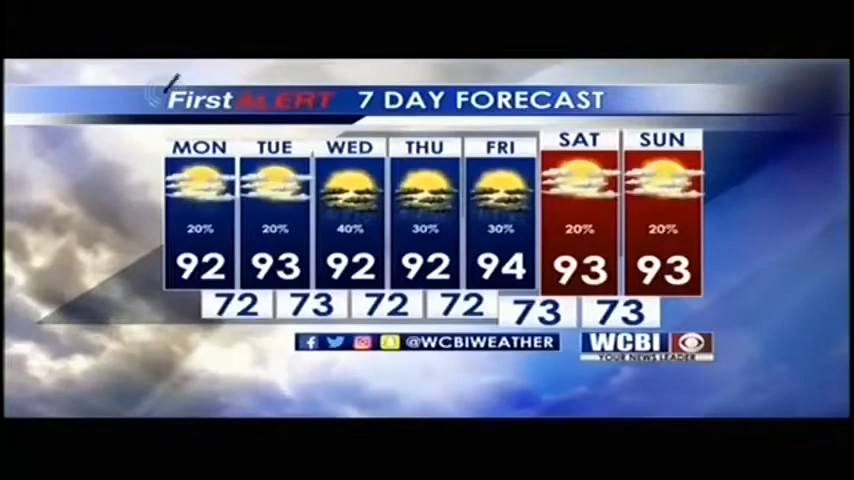 First ALERT 7 DAY FORECAST
MON TUE WED THU FRI SAT SUN
20% 20% 40% 30% 30% 20% 20%
92 93 92 92 94 93 93
72 73 72 72 73 73
@WCBIWEATHER
WCBI
YOUR NEWS LEADER